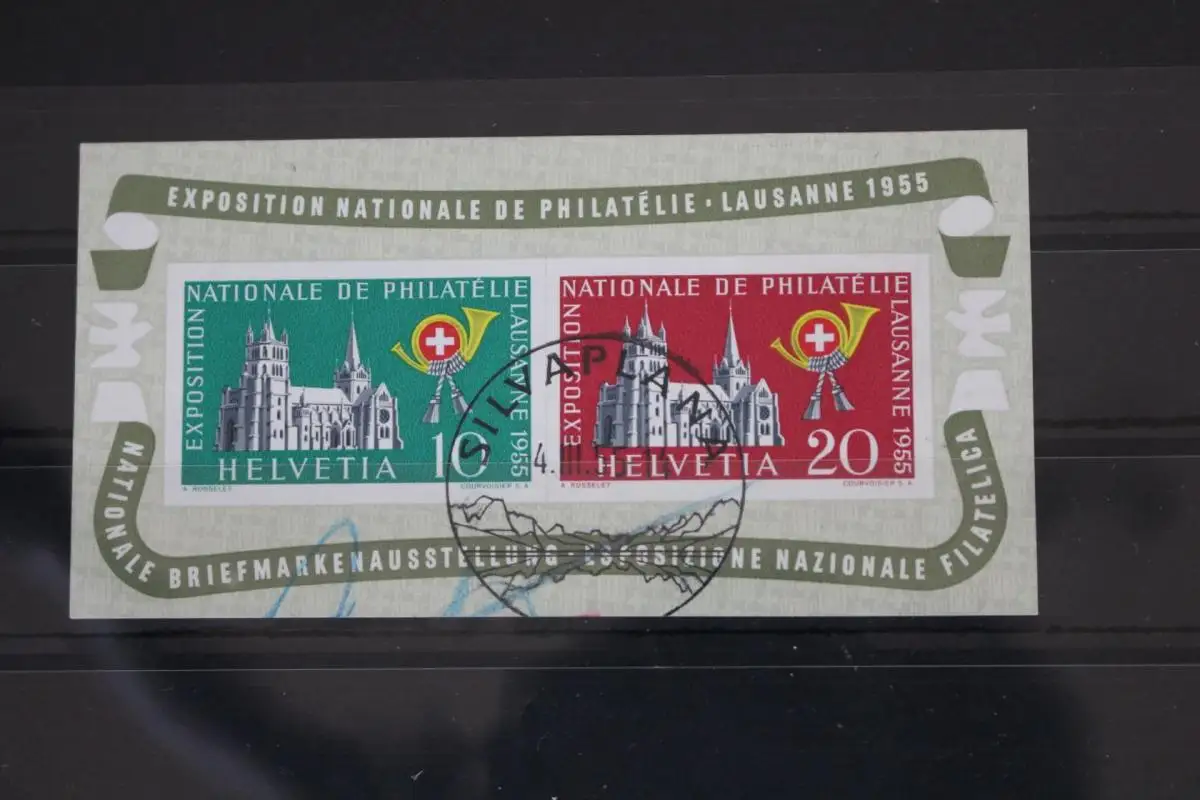 EXPOSITION NATIONALE DE PHILATÉLIE · LAUSANNE 1955
EXPOSITION
NATIONALE DE PHILATÉLIE
LAUSANNE 1955
HELVETIA 10
A. ROSSELET
COURVOISIER S.A.
EXPOSITION
NATIONALE DE PHILATÉLIE
LAUSANNE 1955
HELVETIA 20
A. ROSSELET
COURVOISIER S.A.
SILVAPLANA
NATIONALE BRIEFMARKENAUSSTELLUNG · ESPOSIZIONE NAZIONALE FILATELICA